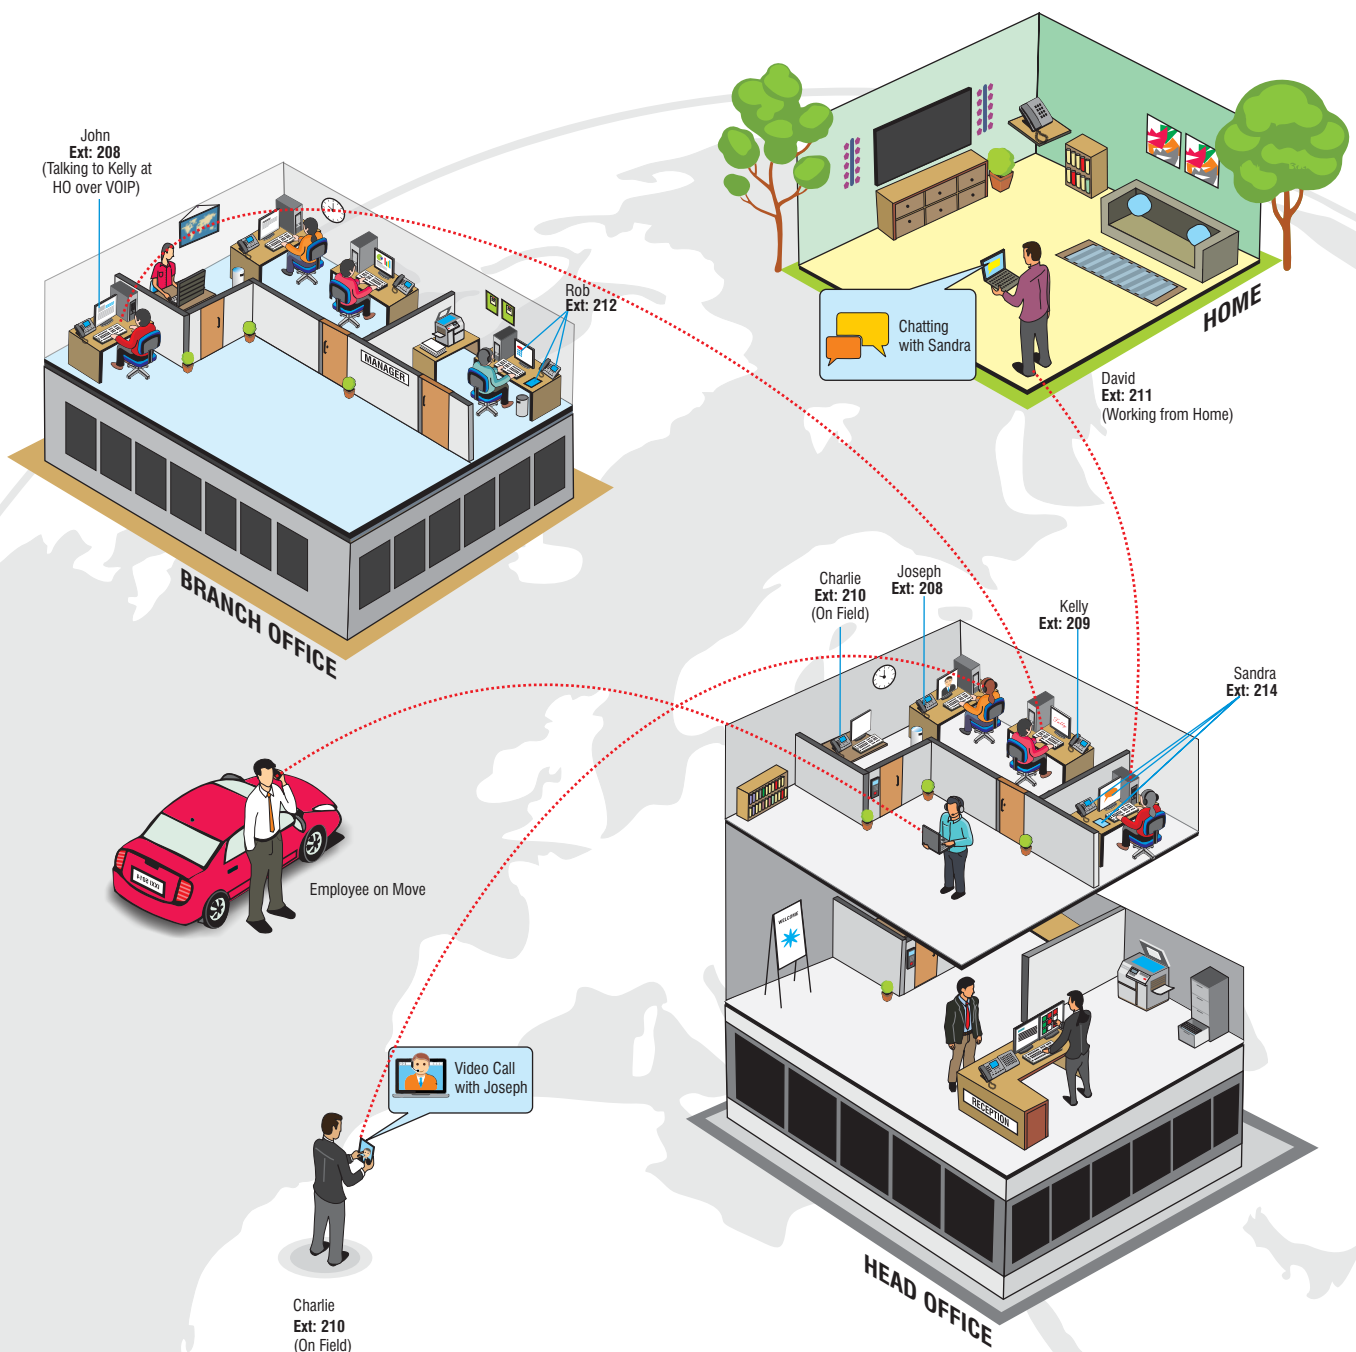 John
Ext: 208
(Talking to Kelly at
HO over VOIP)
Rob
Ext: 212
MANAGER
BRANCH OFFICE
Chatting
with Sandra
HOME
David
Ext: 211
(Working from Home)
Charlie
Ext: 210
(On Field)
Joseph
Ext: 208
Kelly
Ext: 209
Sandra
Ext: 214
Employee on Move
WELCOME
RECEPTION
Video Call
with Joseph
HEAD OFFICE
Charlie
Ext: 210
(On Field)